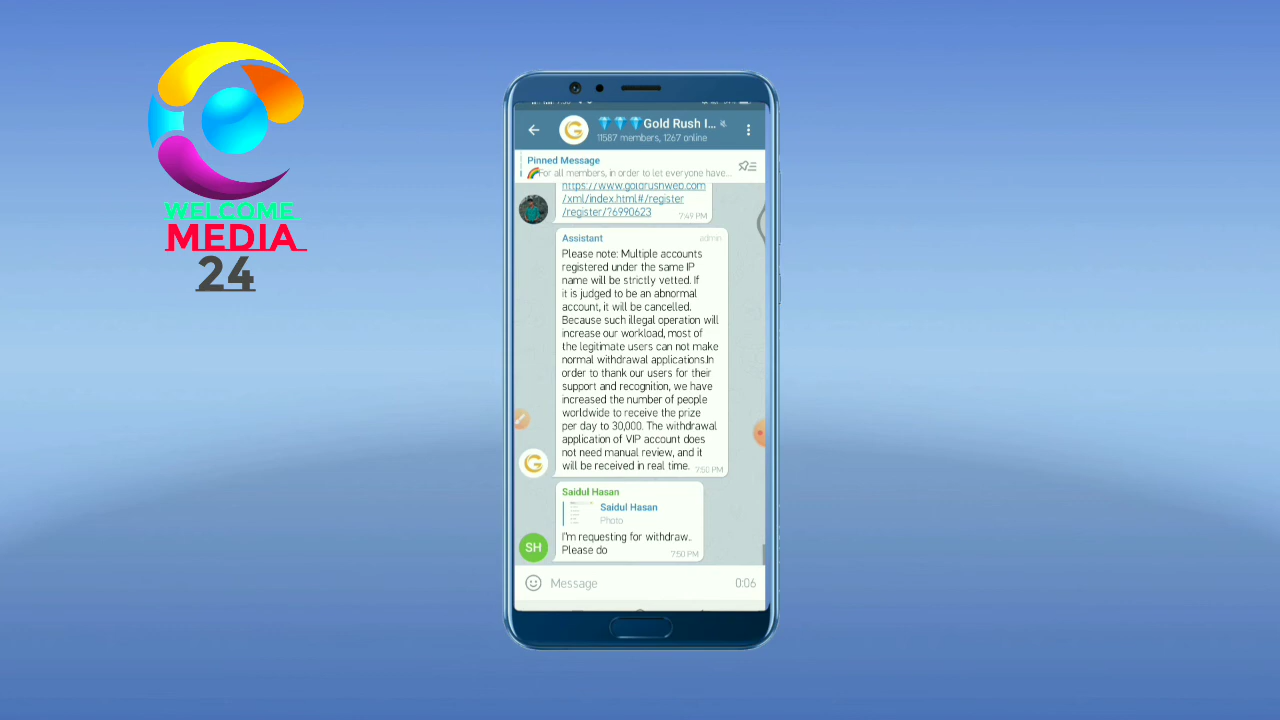 WELCOME
MEDIA
24
Gold Rush I...
11587 members, 1267 online
Pinned Message
For all members, in order to let everyone have...
https://www.goldrushweb.com
/xml/index.html#/register
/register/?6990623
7:49 PM
Assistant admin
Please note: Multiple accounts
registered under the same IP
name will be strictly vetted. If
it is judged to be an abnormal
account, it will be cancelled.
Because such illegal operation will
increase our workload, most of
the legitimate users can not make
normal withdrawal applications.In
order to thank our users for their
support and recognition, we have
increased the number of people
worldwide to receive the prize
per day to 30,000. The withdrawal
application of VIP account does
not need manual review, and it
will be received in real time. 7:50 PM
Saidul Hasan
Saidul Hasan
Photo
SH
I'm requesting for withdraw..
Please do 7:50 PM
Message 0:06